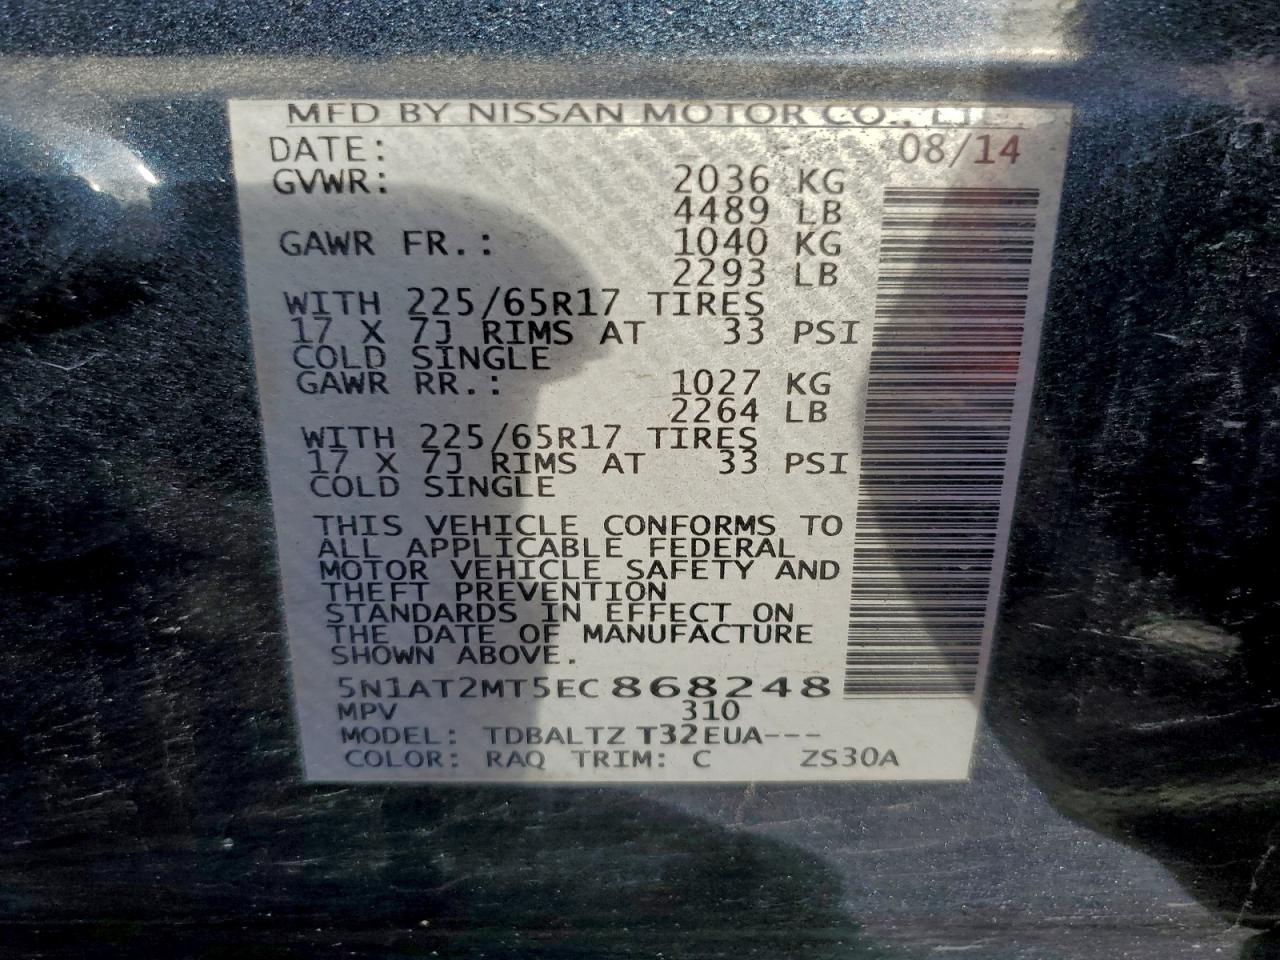 MFD BY NISSAN MOTOR CO., LTD.
DATE: 08/14
GVWR: 2036 KG
4489 LB
GAWR FR.: 1040 KG
2293 LB
WITH 225/65R17 TIRES
17 X 7J RIMS AT 33 PSI
COLD SINGLE
GAWR RR.: 1027 KG
2264 LB
WITH 225/65R17 TIRES
17 X 7J RIMS AT 33 PSI
COLD SINGLE
THIS VEHICLE CONFORMS TO
ALL APPLICABLE FEDERAL
MOTOR VEHICLE SAFETY AND
THEFT PREVENTION
STANDARDS IN EFFECT ON
THE DATE OF MANUFACTURE
SHOWN ABOVE.
5N1AT2MT5EC868248
MPV 310
MODEL: TDBALTZ T32EUA---
COLOR: RAQ TRIM: C ZS30A